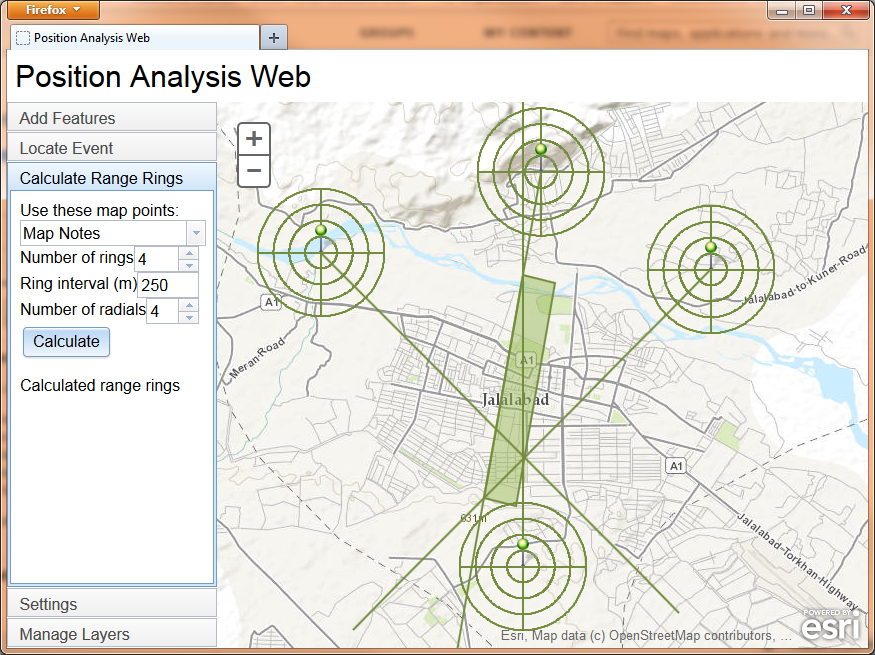 Firefox
Position Analysis Web
GROUPS
MY CONTENT
Find maps, applications and more...
Position Analysis Web
Add Features
Locate Event
Calculate Range Rings
Use these map points:
Map Notes
Number of rings 4
Ring interval (m) 250
Number of radials 4
Calculate
Calculated range rings
Settings
Manage Layers
+
−
A1
Meran-Road
Jalalabad-to-Kuner-Road
A1
Jalalabad
A1
631m
Jalalabad-Torkhan-Highway
Esri, Map data (c) OpenStreetMap contributors, ...
POWERED BY
esri